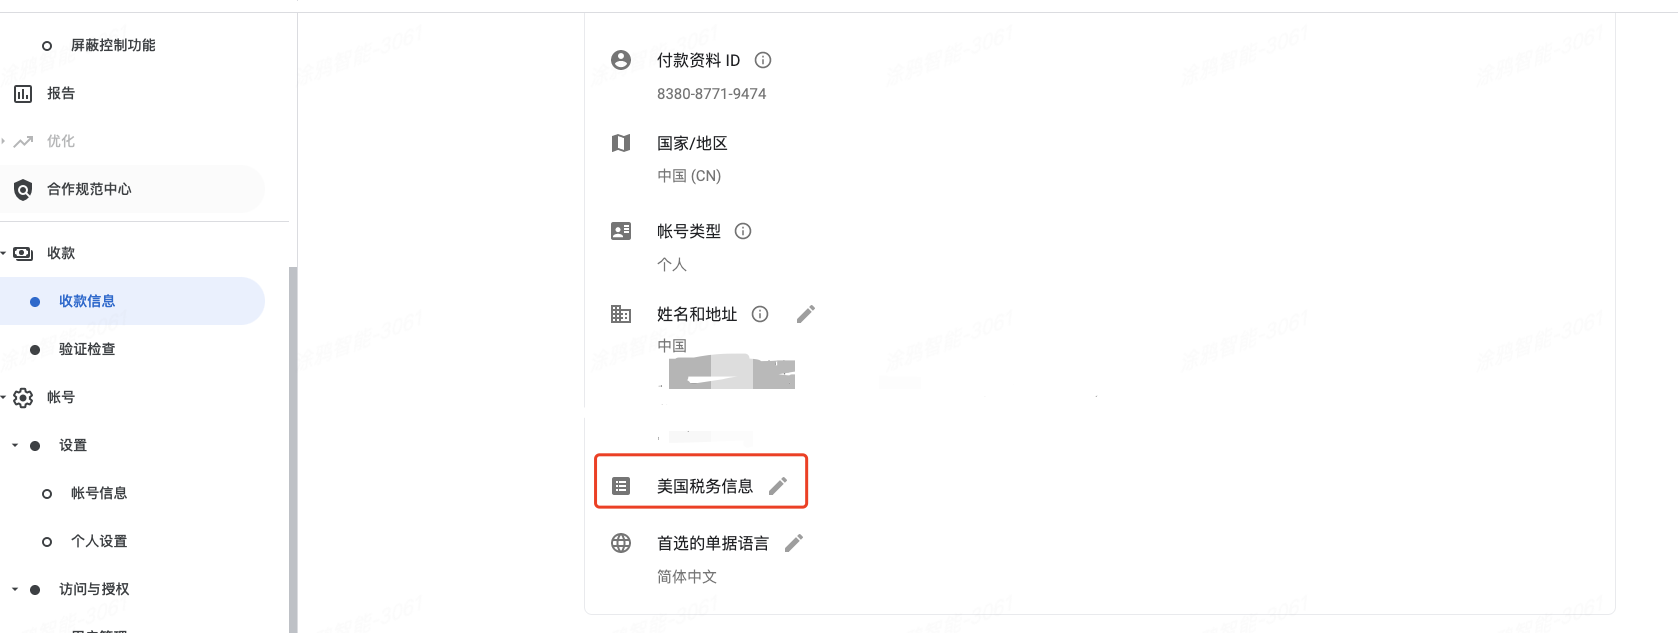 屏蔽控制功能
报告
优化
合作规范中心
收款
收款信息
验证检查
帐号
设置
帐号信息
个人设置
访问与授权
付款资料 ID
8380-8771-9474
国家/地区
中国 (CN)
帐号类型
个人
姓名和地址
中国
美国税务信息
首选的单据语言
简体中文